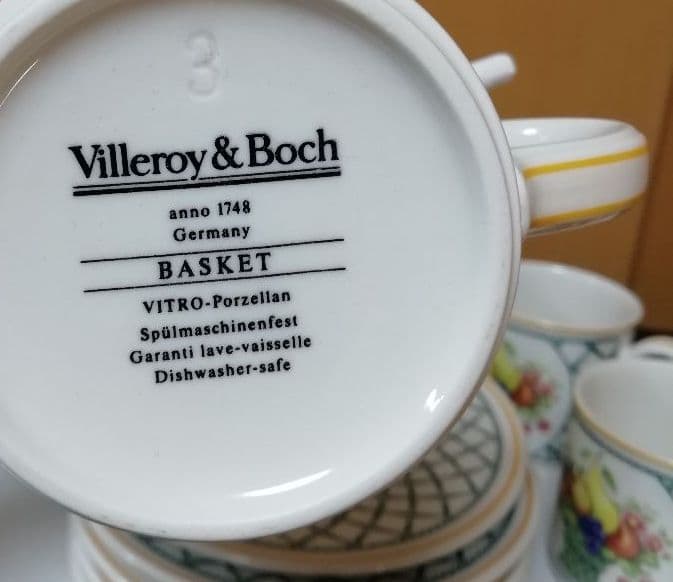 3
Villeroy & Boch
anno 1748
Germany
BASKET
VITRO-Porzellan
Spülmaschinenfest
Garanti lave-vaisselle
Dishwasher-safe